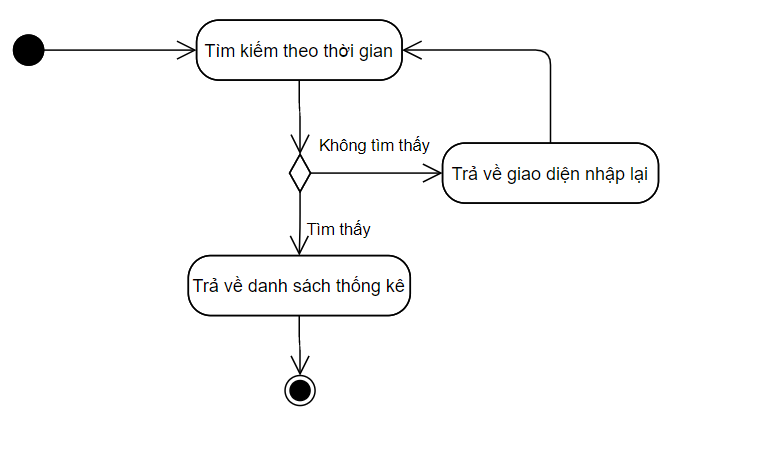 Tìm kiếm theo thời gian
Không tìm thấy
Trả về giao diện nhập lại
Tìm thấy
Trả về danh sách thống kê